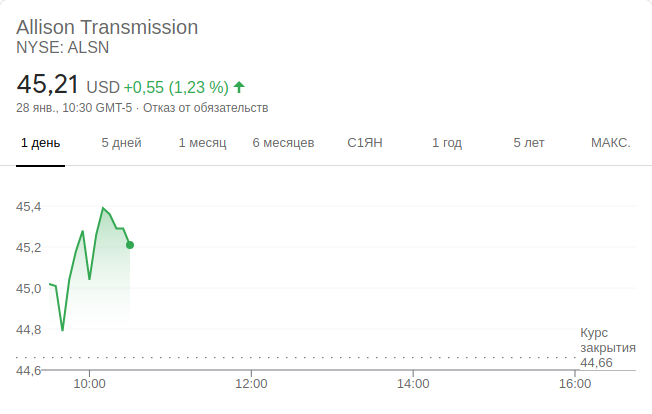 Allison Transmission
NYSE: ALSN
45,21 USD +0,55 (1,23 %)
28 янв., 10:30 GMT-5 · Отказ от обязательств
1 день 5 дней 1 месяц 6 месяцев С1ЯН 1 год 5 лет МАКС.
45,4
45,2
45,0
44,8
Курс
закрытия
44,66
44,6
10:00 12:00 14:00 16:00